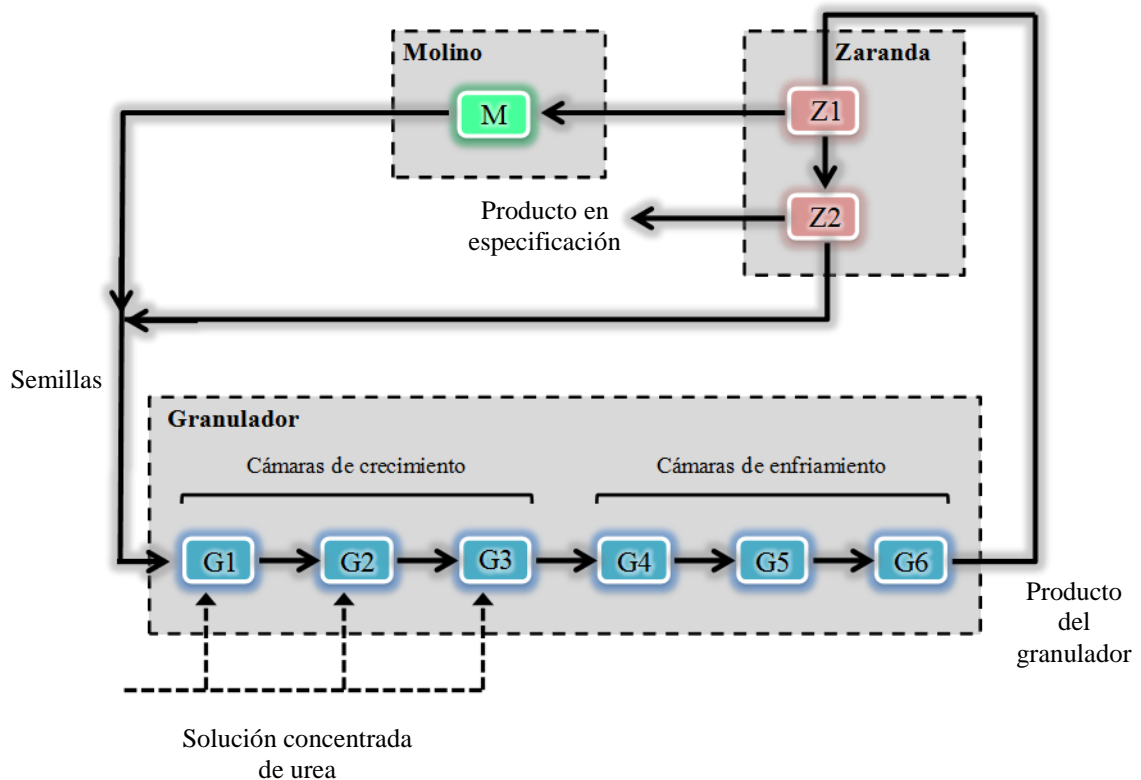 Molino
Zaranda
M
Z1
Producto en
especificación
Z2
Semillas
Granulador
Cámaras de crecimiento
Cámaras de enfriamiento
G1
G2
G3
G4
G5
G6
Producto
del
granulador
Solución concentrada
de urea